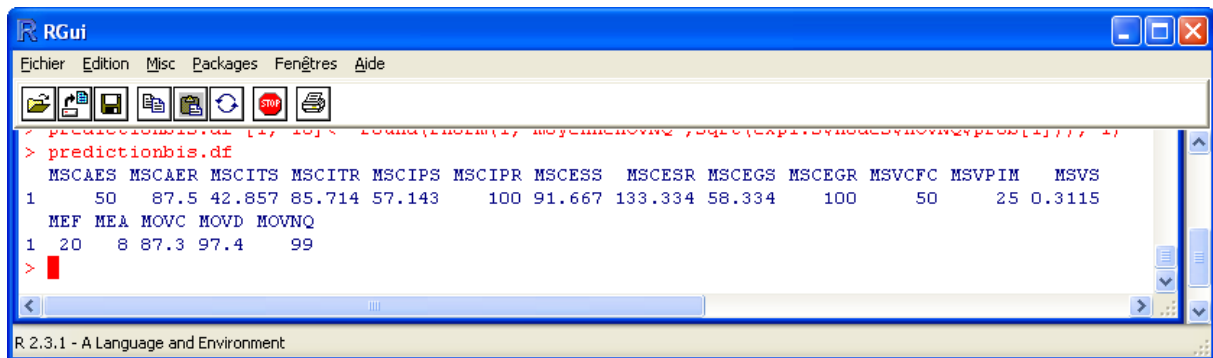 RGui
Fichier Edition Misc Packages Fenêtres Aide
STOP
> predictionbis.df
MSCAES MSCAER MSCITS MSCITR MSCIPS MSCIPR MSCESS MSCESR MSCEGS MSCEGR MSVCFC MSVPIM MSVS
1 50 87.5 42.857 85.714 57.143 100 91.667 133.334 58.334 100 50 25 0.3115
MEF MEA MOVC MOVD MOVNQ
1 20 8 87.3 97.4 99
>
R 2.3.1 - A Language and Environment